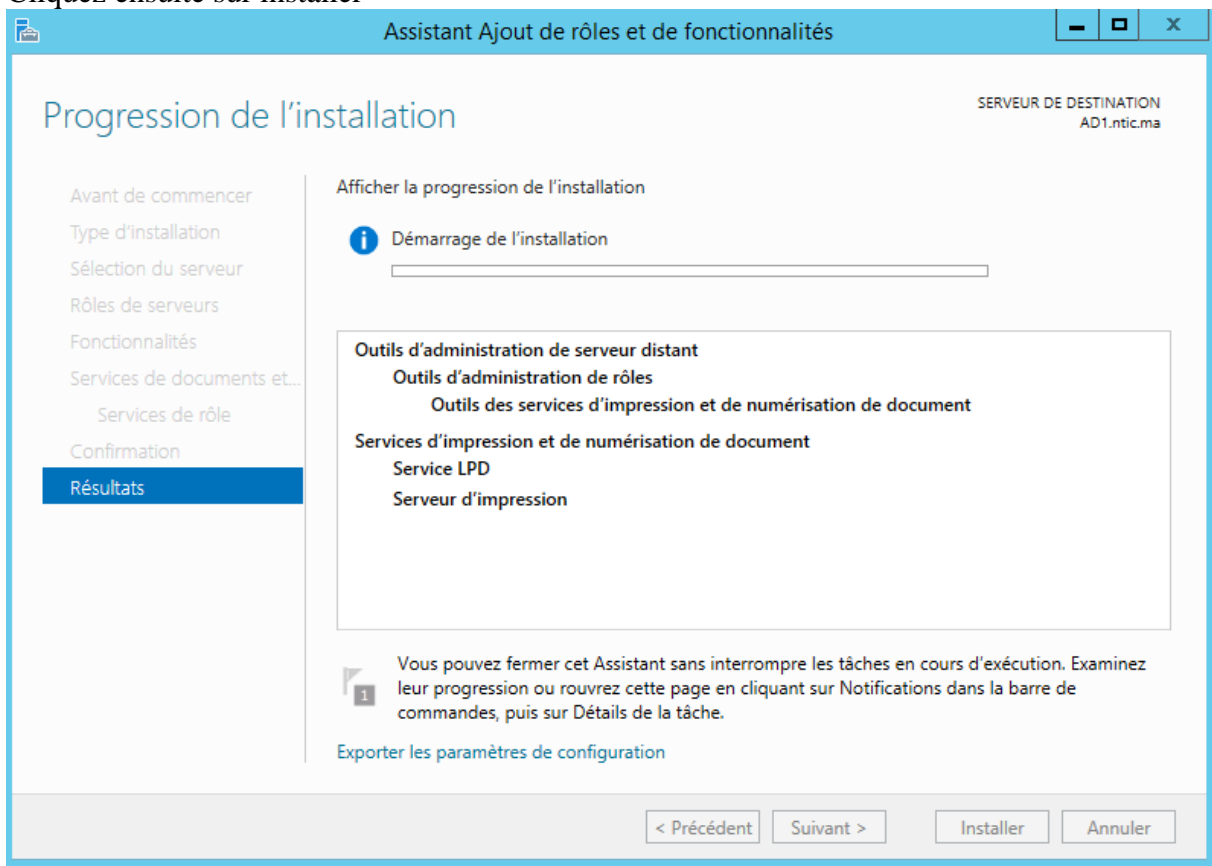 Cliquez ensuite sur installer
Assistant Ajout de rôles et de fonctionnalités
Progression de l'installation
SERVEUR DE DESTINATION
AD1.ntic.ma
Avant de commencer
Type d'installation
Sélection du serveur
Rôles de serveurs
Fonctionnalités
Services de documents et...
Services de rôle
Confirmation
Résultats
Afficher la progression de l'installation
Démarrage de l'installation
Outils d'administration de serveur distant
Outils d'administration de rôles
Outils des services d'impression et de numérisation de document
Services d'impression et de numérisation de document
Service LPD
Serveur d'impression
1
Vous pouvez fermer cet Assistant sans interrompre les tâches en cours d'exécution. Examinez
leur progression ou rouvrez cette page en cliquant sur Notifications dans la barre de
commandes, puis sur Détails de la tâche.
Exporter les paramètres de configuration
< Précédent
Suivant >
Installer
Annuler